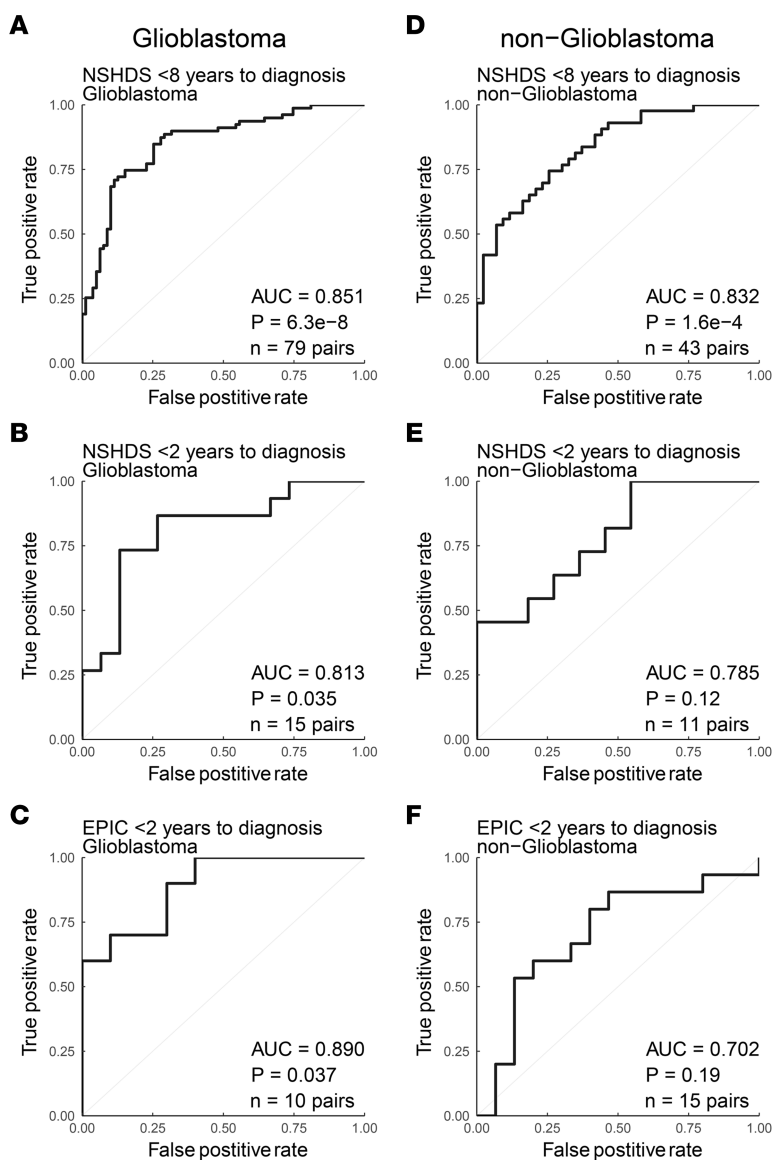 A
Glioblastoma
NSHDS <8 years to diagnosis
Glioblastoma
1.00
0.75
0.50
0.25
0.00
True positive rate
AUC = 0.851
P = 6.3e−8
n = 79 pairs
0.00 0.25 0.50 0.75 1.00
False postitive rate
D
non−Glioblastoma
NSHDS <8 years to diagnosis
non−Glioblastoma
1.00
0.75
0.50
0.25
0.00
True positive rate
AUC = 0.832
P = 1.6e−4
n = 43 pairs
0.00 0.25 0.50 0.75 1.00
False postitive rate
B
NSHDS <2 years to diagnosis
Glioblastoma
1.00
0.75
0.50
0.25
0.00
True positive rate
AUC = 0.813
P = 0.035
n = 15 pairs
0.00 0.25 0.50 0.75 1.00
False postitive rate
E
NSHDS <2 years to diagnosis
non−Glioblastoma
1.00
0.75
0.50
0.25
0.00
True positive rate
AUC = 0.785
P = 0.12
n = 11 pairs
0.00 0.25 0.50 0.75 1.00
False postitive rate
C
EPIC <2 years to diagnosis
Glioblastoma
1.00
0.75
0.50
0.25
0.00
True positive rate
AUC = 0.890
P = 0.037
n = 10 pairs
0.00 0.25 0.50 0.75 1.00
False postitive rate
F
EPIC <2 years to diagnosis
non−Glioblastoma
1.00
0.75
0.50
0.25
0.00
True positive rate
AUC = 0.702
P = 0.19
n = 15 pairs
0.00 0.25 0.50 0.75 1.00
False postitive rate